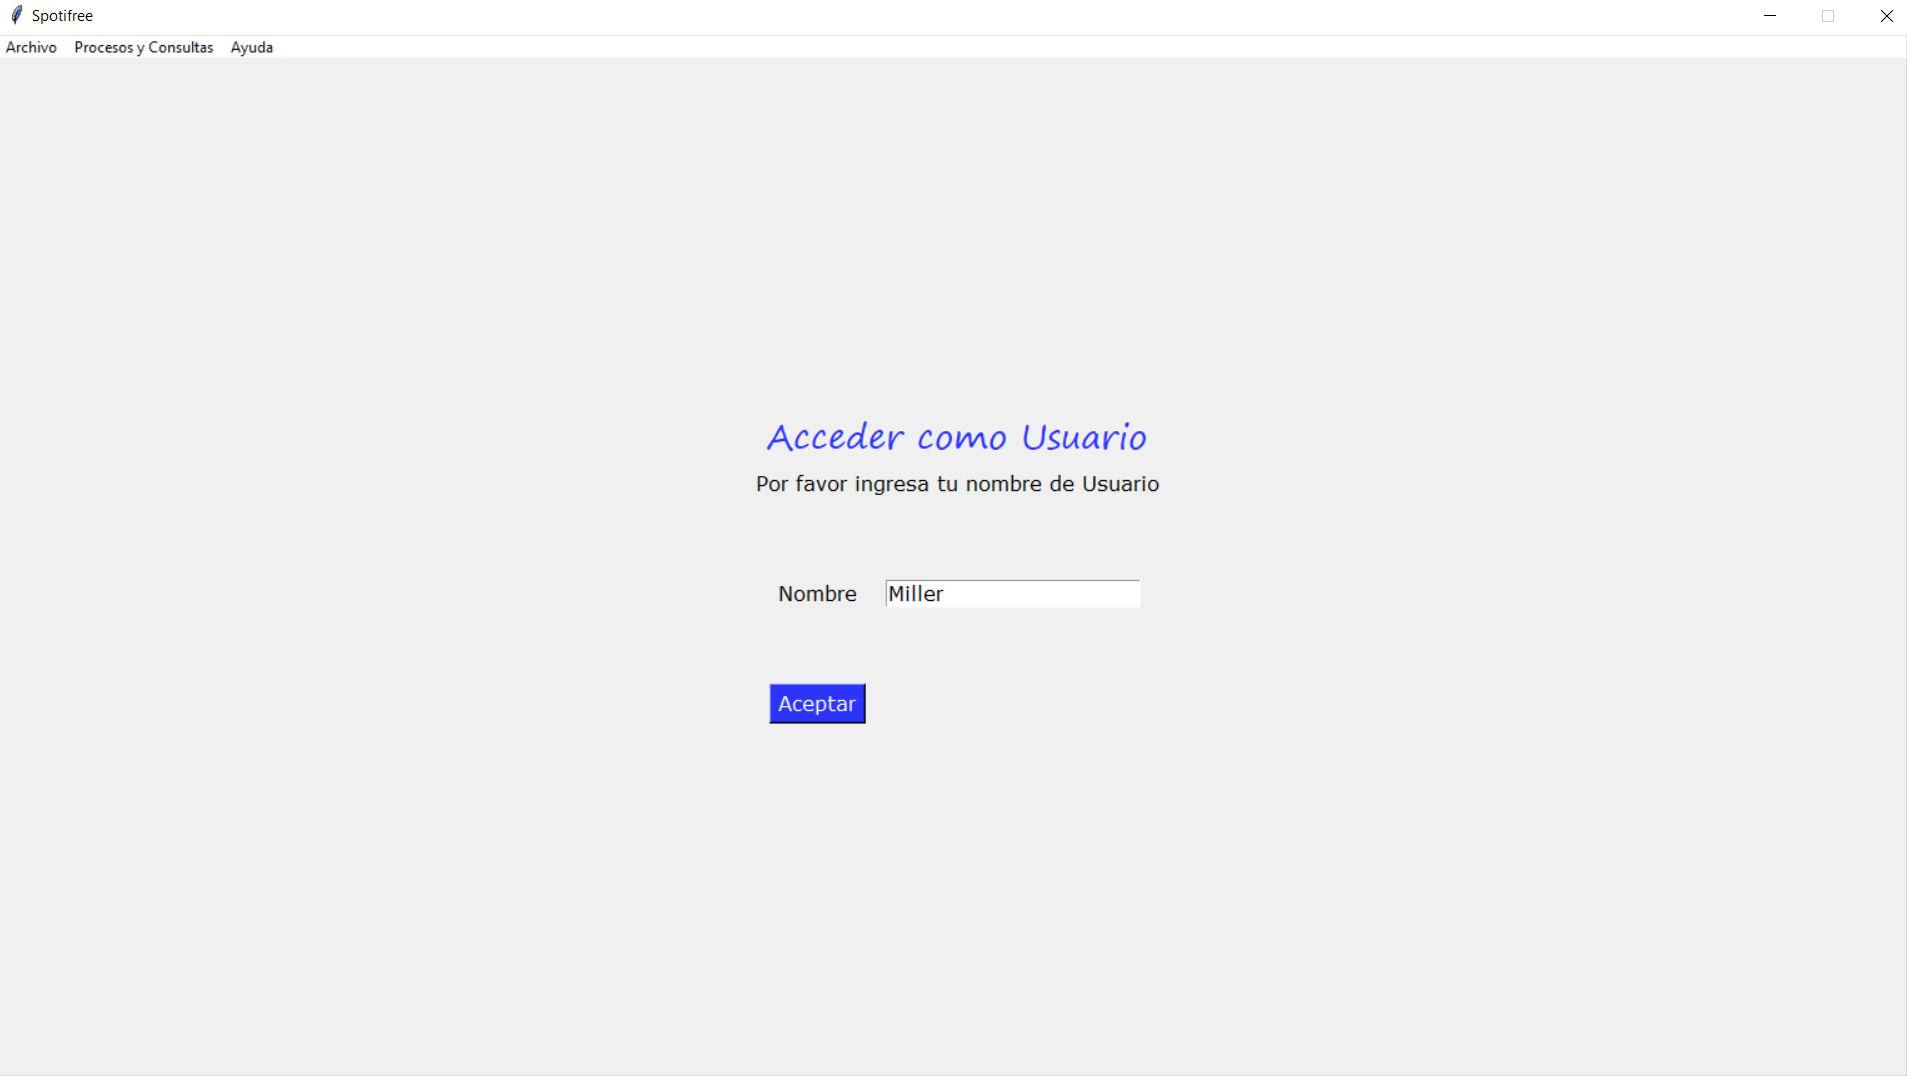 Spotifree
Archivo Procesos y Consultas Ayuda
Acceder como Usuario
Por favor ingresa tu nombre de Usuario
Nombre Miller
Aceptar